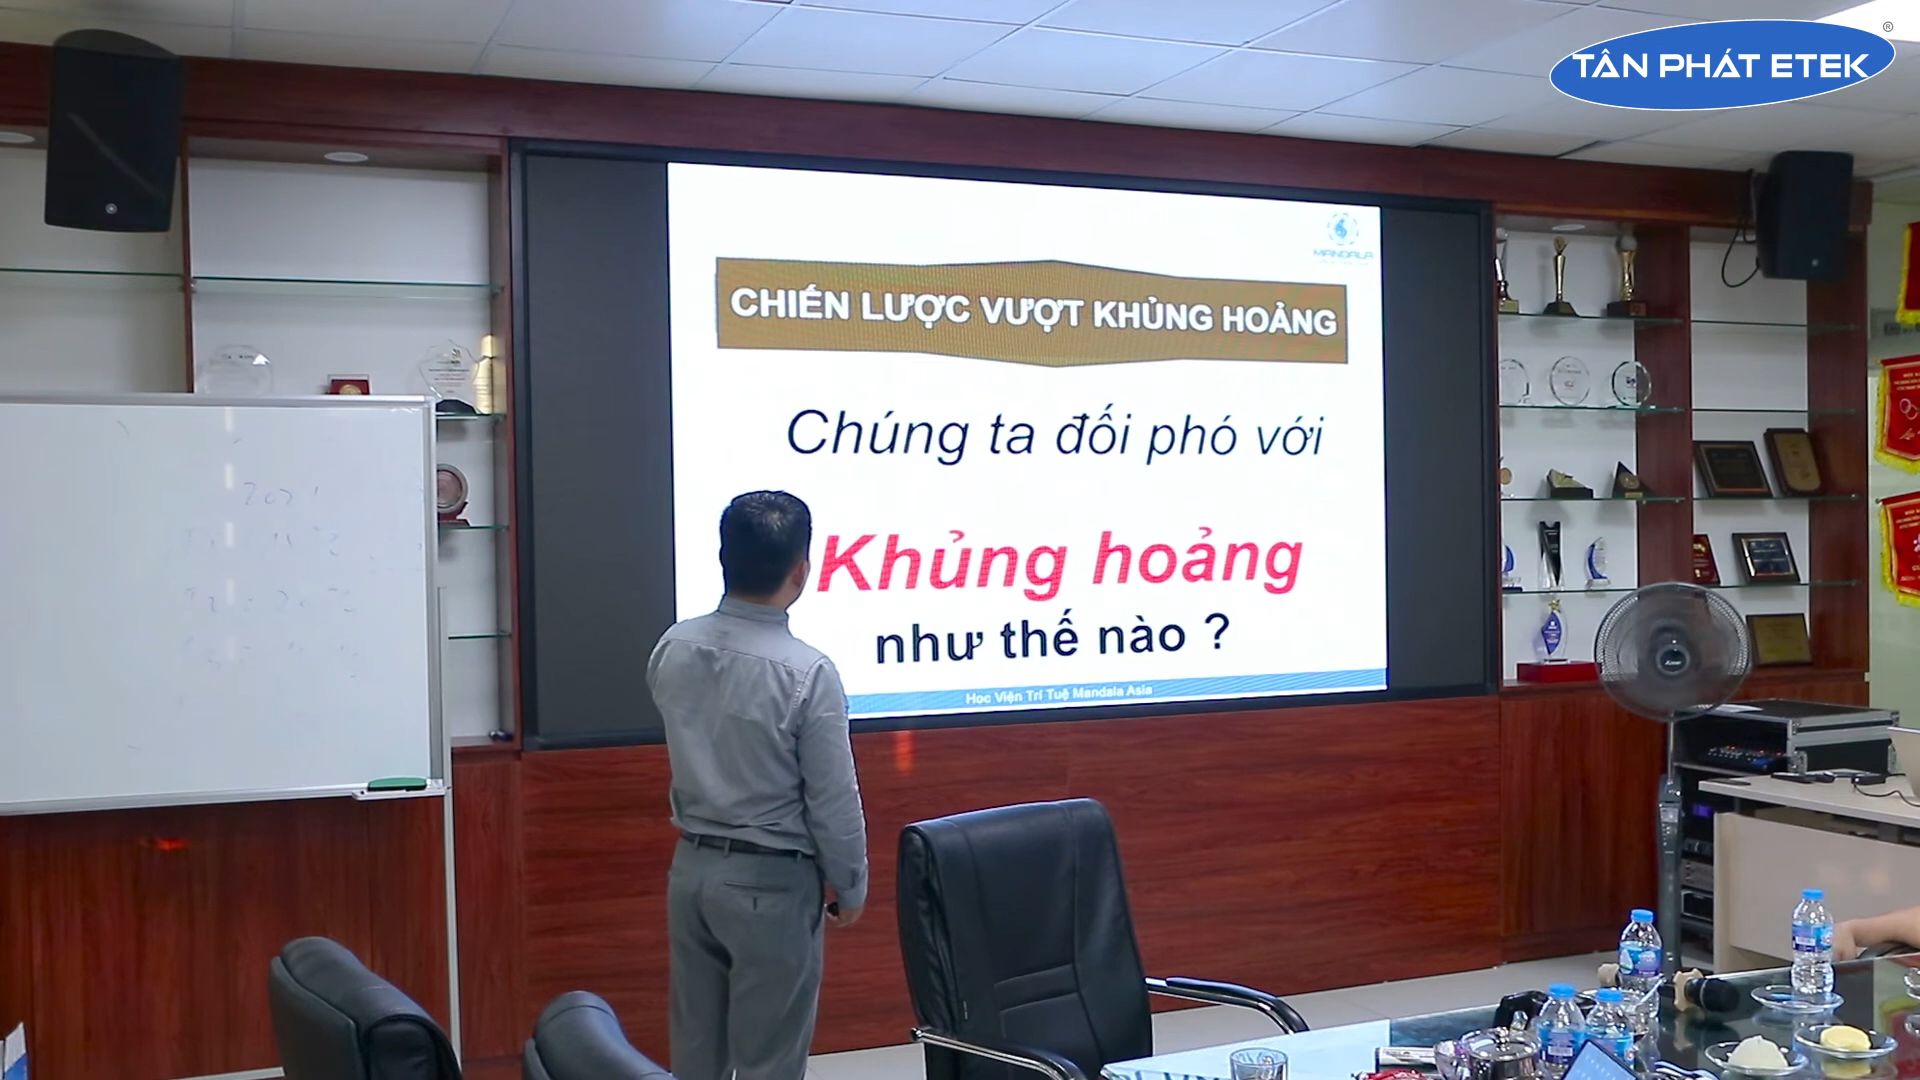 TÂN PHÁT ETEK
®
MANDALA
CHIẾN LƯỢC VƯỢT KHỦNG HOẢNG
Chúng ta đối phó với
Khủng hoảng
như thế nào ?
Học Viện Trí Tuệ Mandala Asia